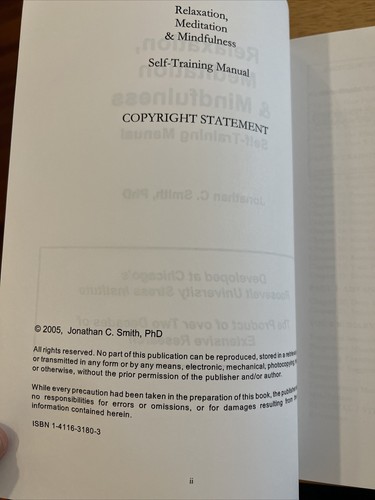 Relaxation,
Meditation
& Mindfulness
Self-Training Manual
COPYRIGHT STATEMENT
© 2005, Jonathan C. Smith, PhD
All rights reserved. No part of this publication can be reproduced, stored in a
or transmitted in any form or by any means, electronic, mechanical, photocopying
or otherwise, without the prior permission of the publisher and/or author.
While every precaution had been taken in the preparation of this book, the
no responsibilities for errors or omissions, or for damages resulting from
information contained herein.
ISBN 1-4116-3180-3
ii